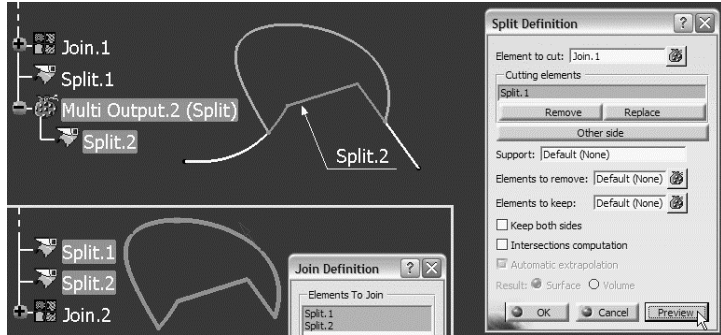 Join.1
Split.1
Multi Output.2 (Split)
Split.2
Split.2
Split.1
Split.2
Join.2
Join Definition
?
Elements To Join
Split.1
Split.2
Split Definition
?
Element to cut: Join.1
Cutting elements
Split.1
Remove Replace
Other side
Support: Default (None)
Elements to remove: Default (None)
Elements to keep: Default (None)
Keep both sides
Intersections computation
Automatic extrapolation
Result: Surface Volume
OK Cancel Preview